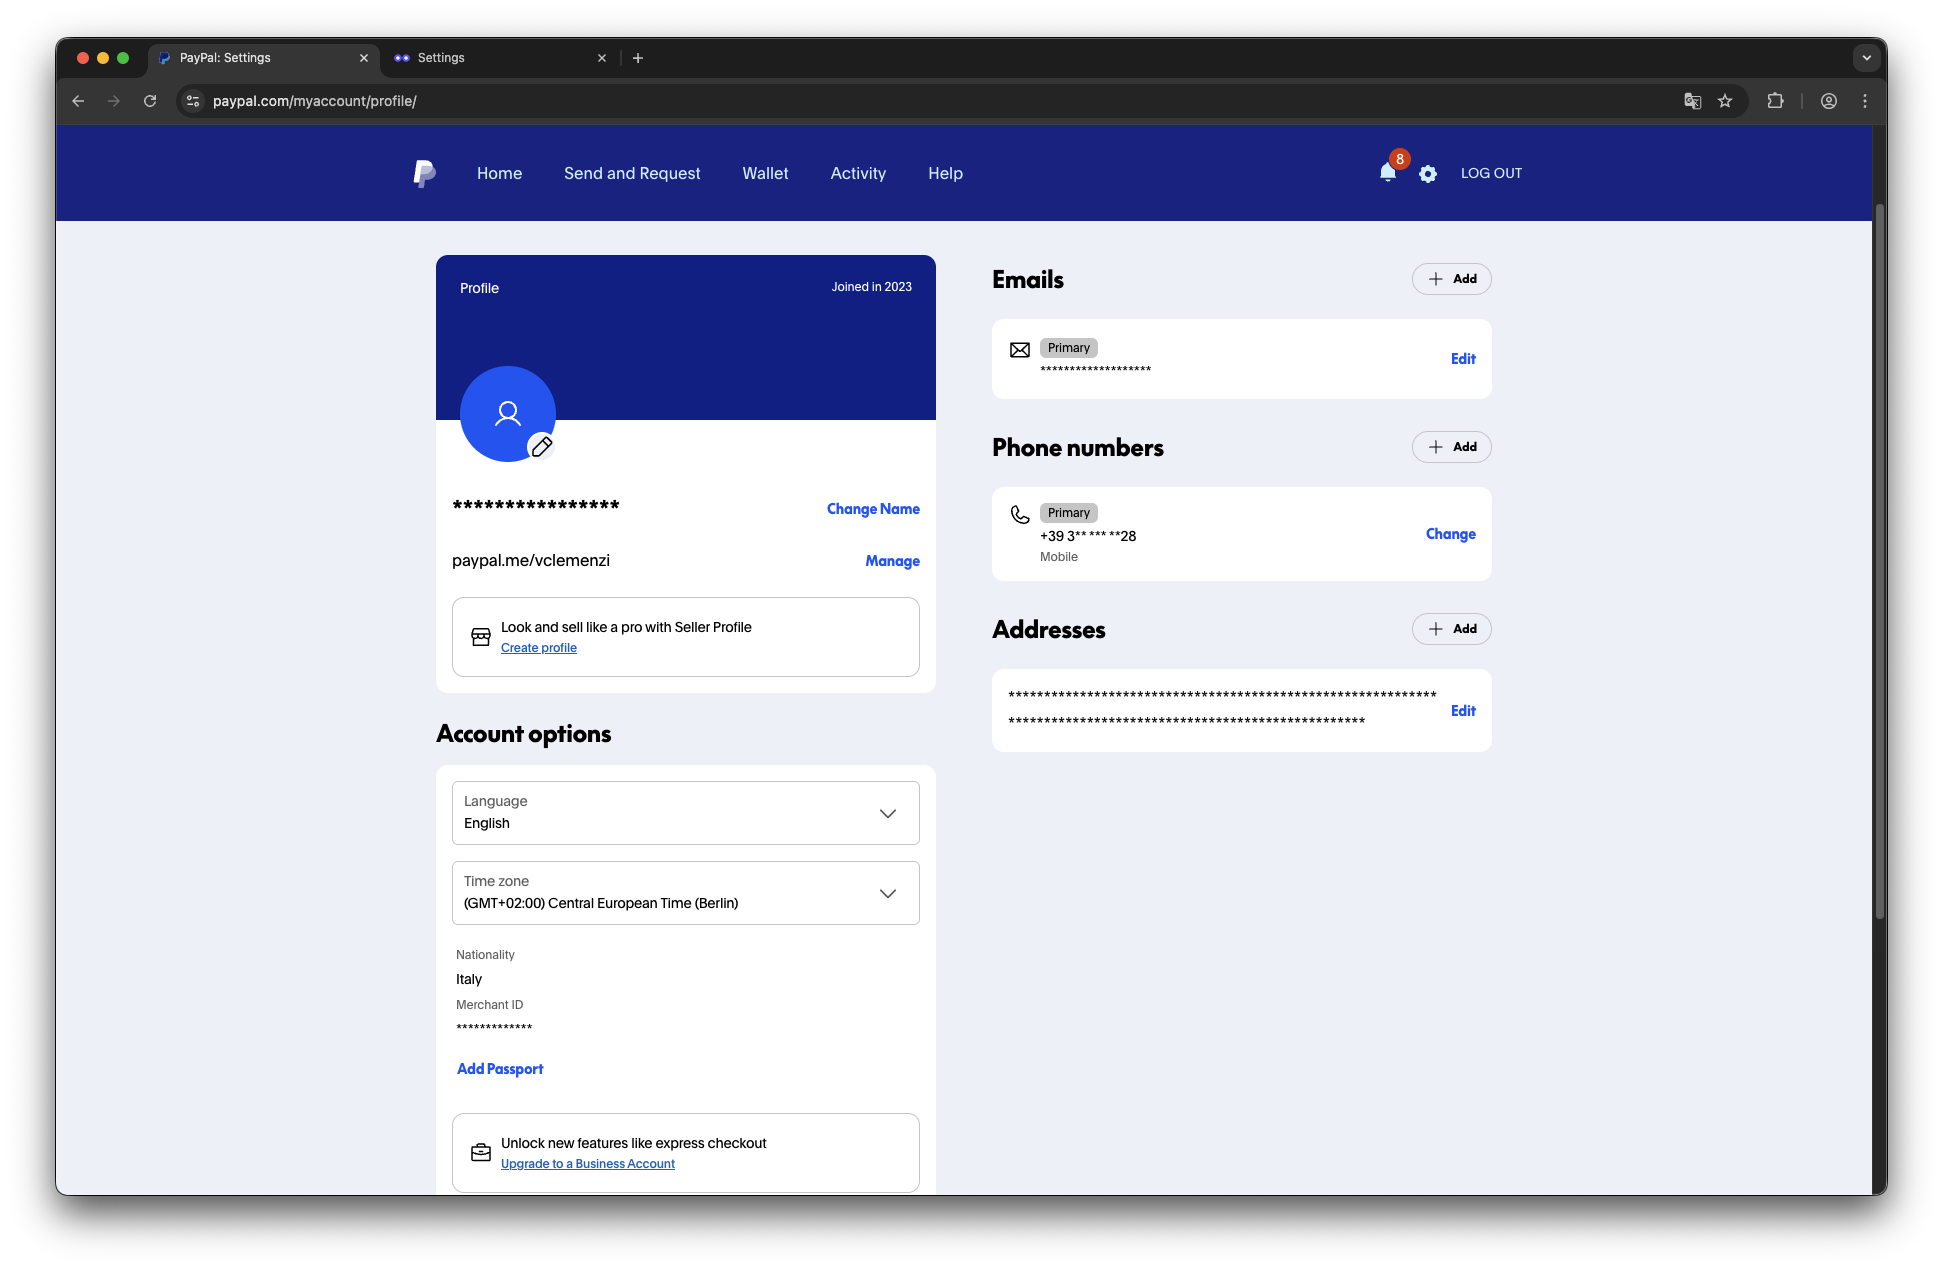 PayPal: Settings
Settings
paypal.com/myaccount/profile/
Home
Send and Request
Wallet
Activity
Help
8
LOG OUT
Profile
Joined in 2023
****************
Change Name
paypal.me/vclemenzi
Manage
Look and sell like a pro with Seller Profile
Create profile
Account options
Language
English
Time zone
(GMT+02:00) Central European Time (Berlin)
Nationality
Italy
Merchant ID
*************
Add Passport
Unlock new features like express checkout
Upgrade to a Business Account
Emails
Add
Primary
*******************
Edit
Phone numbers
Add
Primary
+39 3** *** **28
Mobile
Change
Addresses
Add
************************************************************
**************************************************
Edit